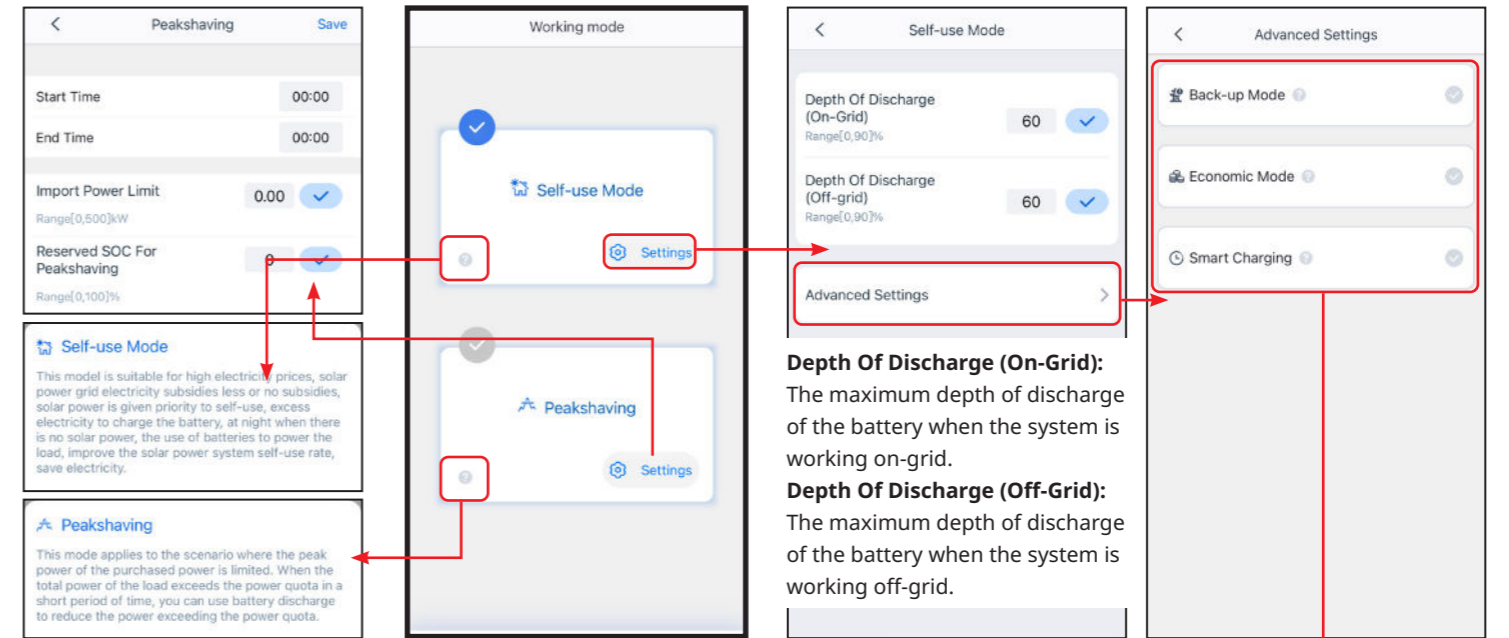 Peakshaving Save
Start Time 00:00
End Time 00:00
Import Power Limit 0.00
Range[0,500]kW
Reserved SOC For
Peakshaving
Range[0,100]%
Self-use Mode
This model is suitable for high electricity prices, solar
power grid electricity subsidies less or no subsidies,
solar power is given priority to self-use, excess
electricity to charge the battery, at night when there
is no solar power, the use of batteries to power the
load, improve the solar power system self-use rate,
save electricity.
Peakshaving
This mode applies to the scenario where the peak
power of the purchased power is limited. When the
total power of the load exceeds the power quota in a
short period of time, you can use battery discharge
to reduce the power exceeding the power quota.
Working mode
Self-use Mode
Settings
Peakshaving
Settings
Self-use Mode
Depth Of Discharge
(On-Grid)
60
Range[0,90]%
Depth Of Discharge
(Off-grid)
60
Range[0,90]%
Advanced Settings
Depth Of Discharge (On-Grid):
The maximum depth of discharge
of the battery when the system is
working on-grid.
Depth Of Discharge (Off-Grid):
The maximum depth of discharge
of the battery when the system is
working off-grid.
Advanced Settings
Back-up Mode
Economic Mode
Smart Charging